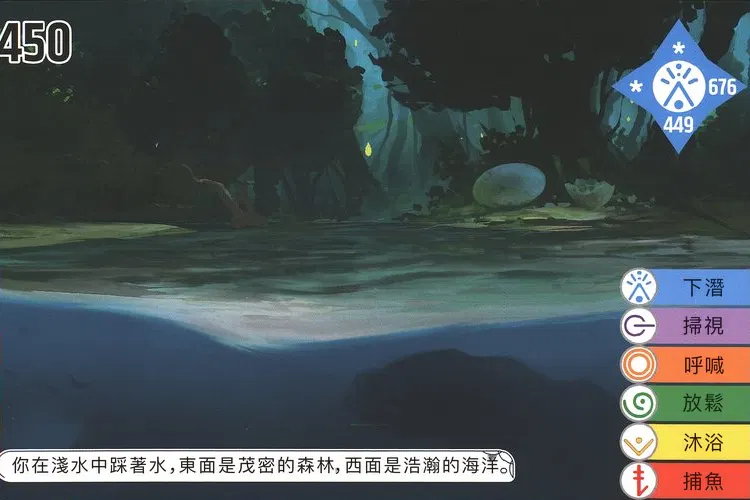 450
*
* 676
449
下潛
掃視
呼喊
放鬆
沐浴
捕魚
你在淺水中踩著水,東面是茂密的森林,西面是浩瀚的海洋。